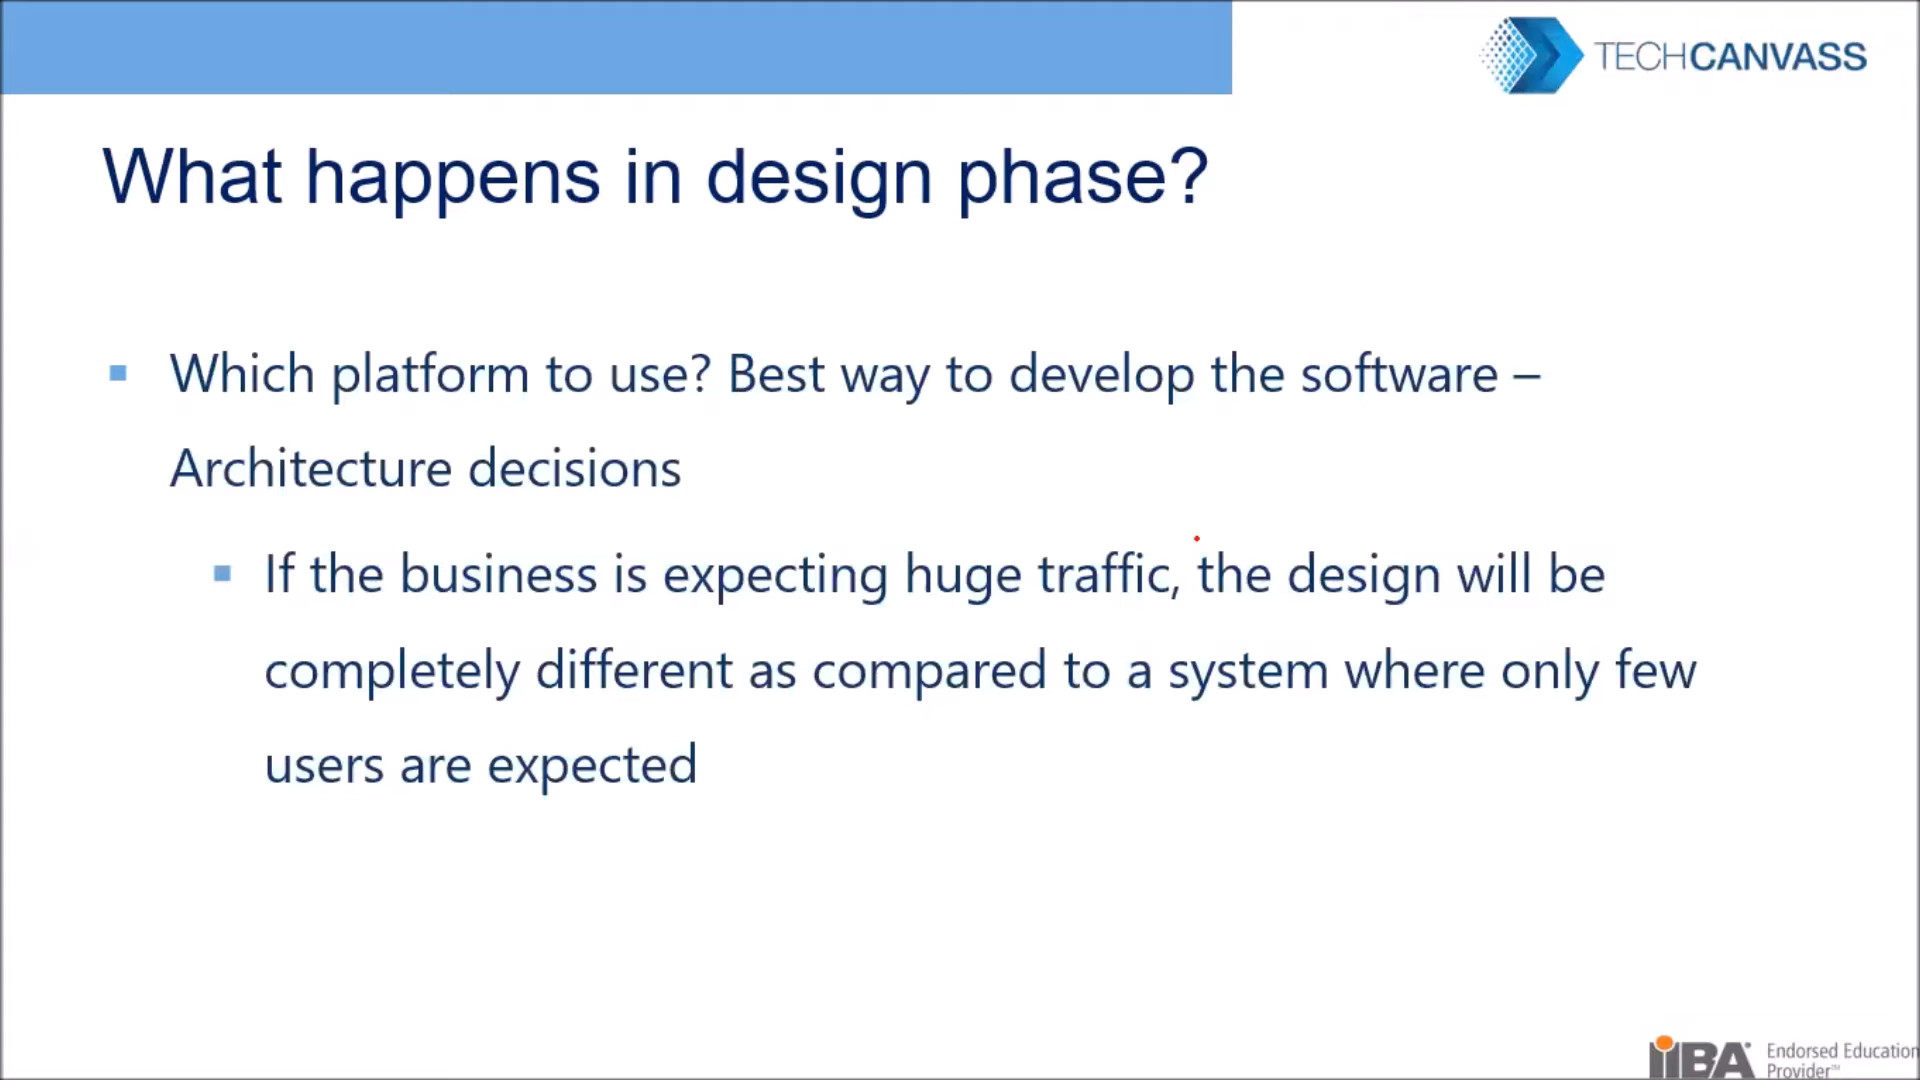 TECHCANVASS
What happens in design phase?
Which platform to use? Best way to develop the software –
Architecture decisions
If the business is expecting huge traffic, the design will be
completely different as compared to a system where only few
users are expected
IIBA Endorsed Education
Provider™